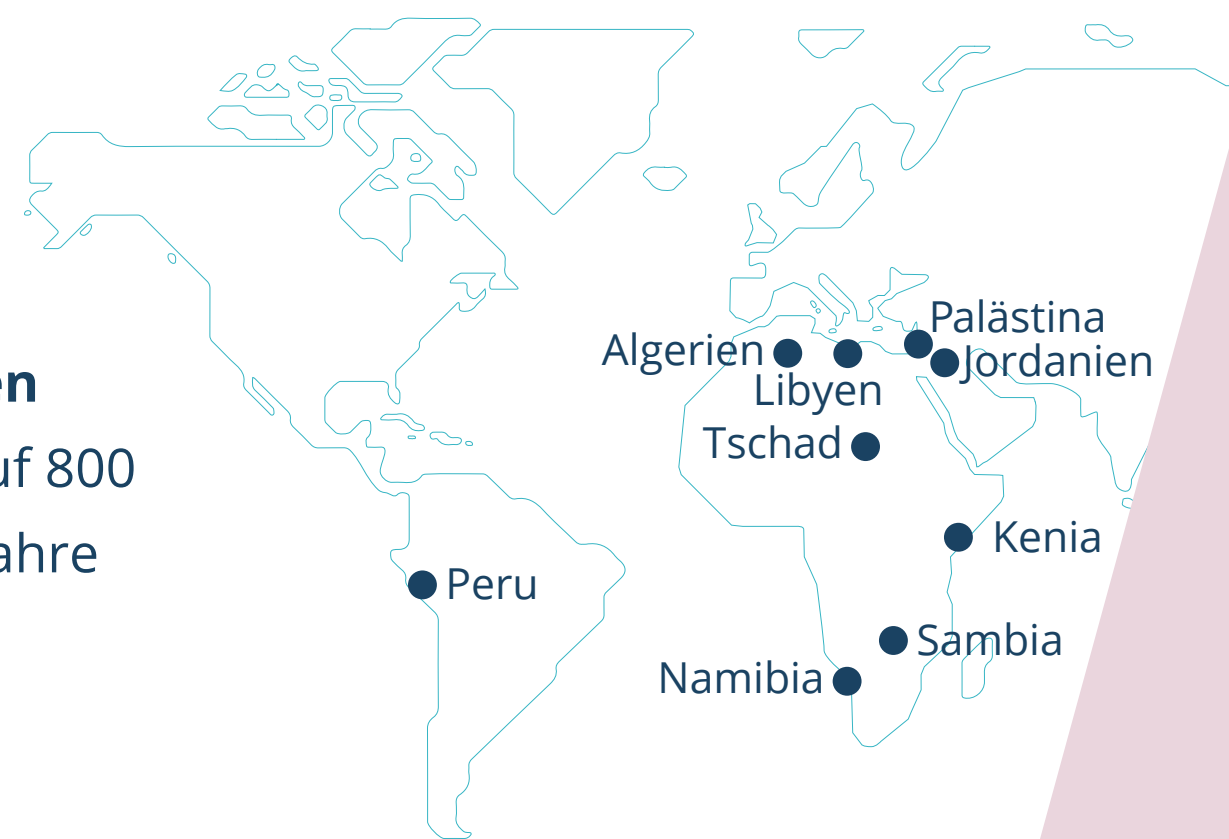 en
uf 800
ahre
Palästina
Algerien
Jordanien
Libyen
Tschad
Kenia
Peru
Sambia
Namibia